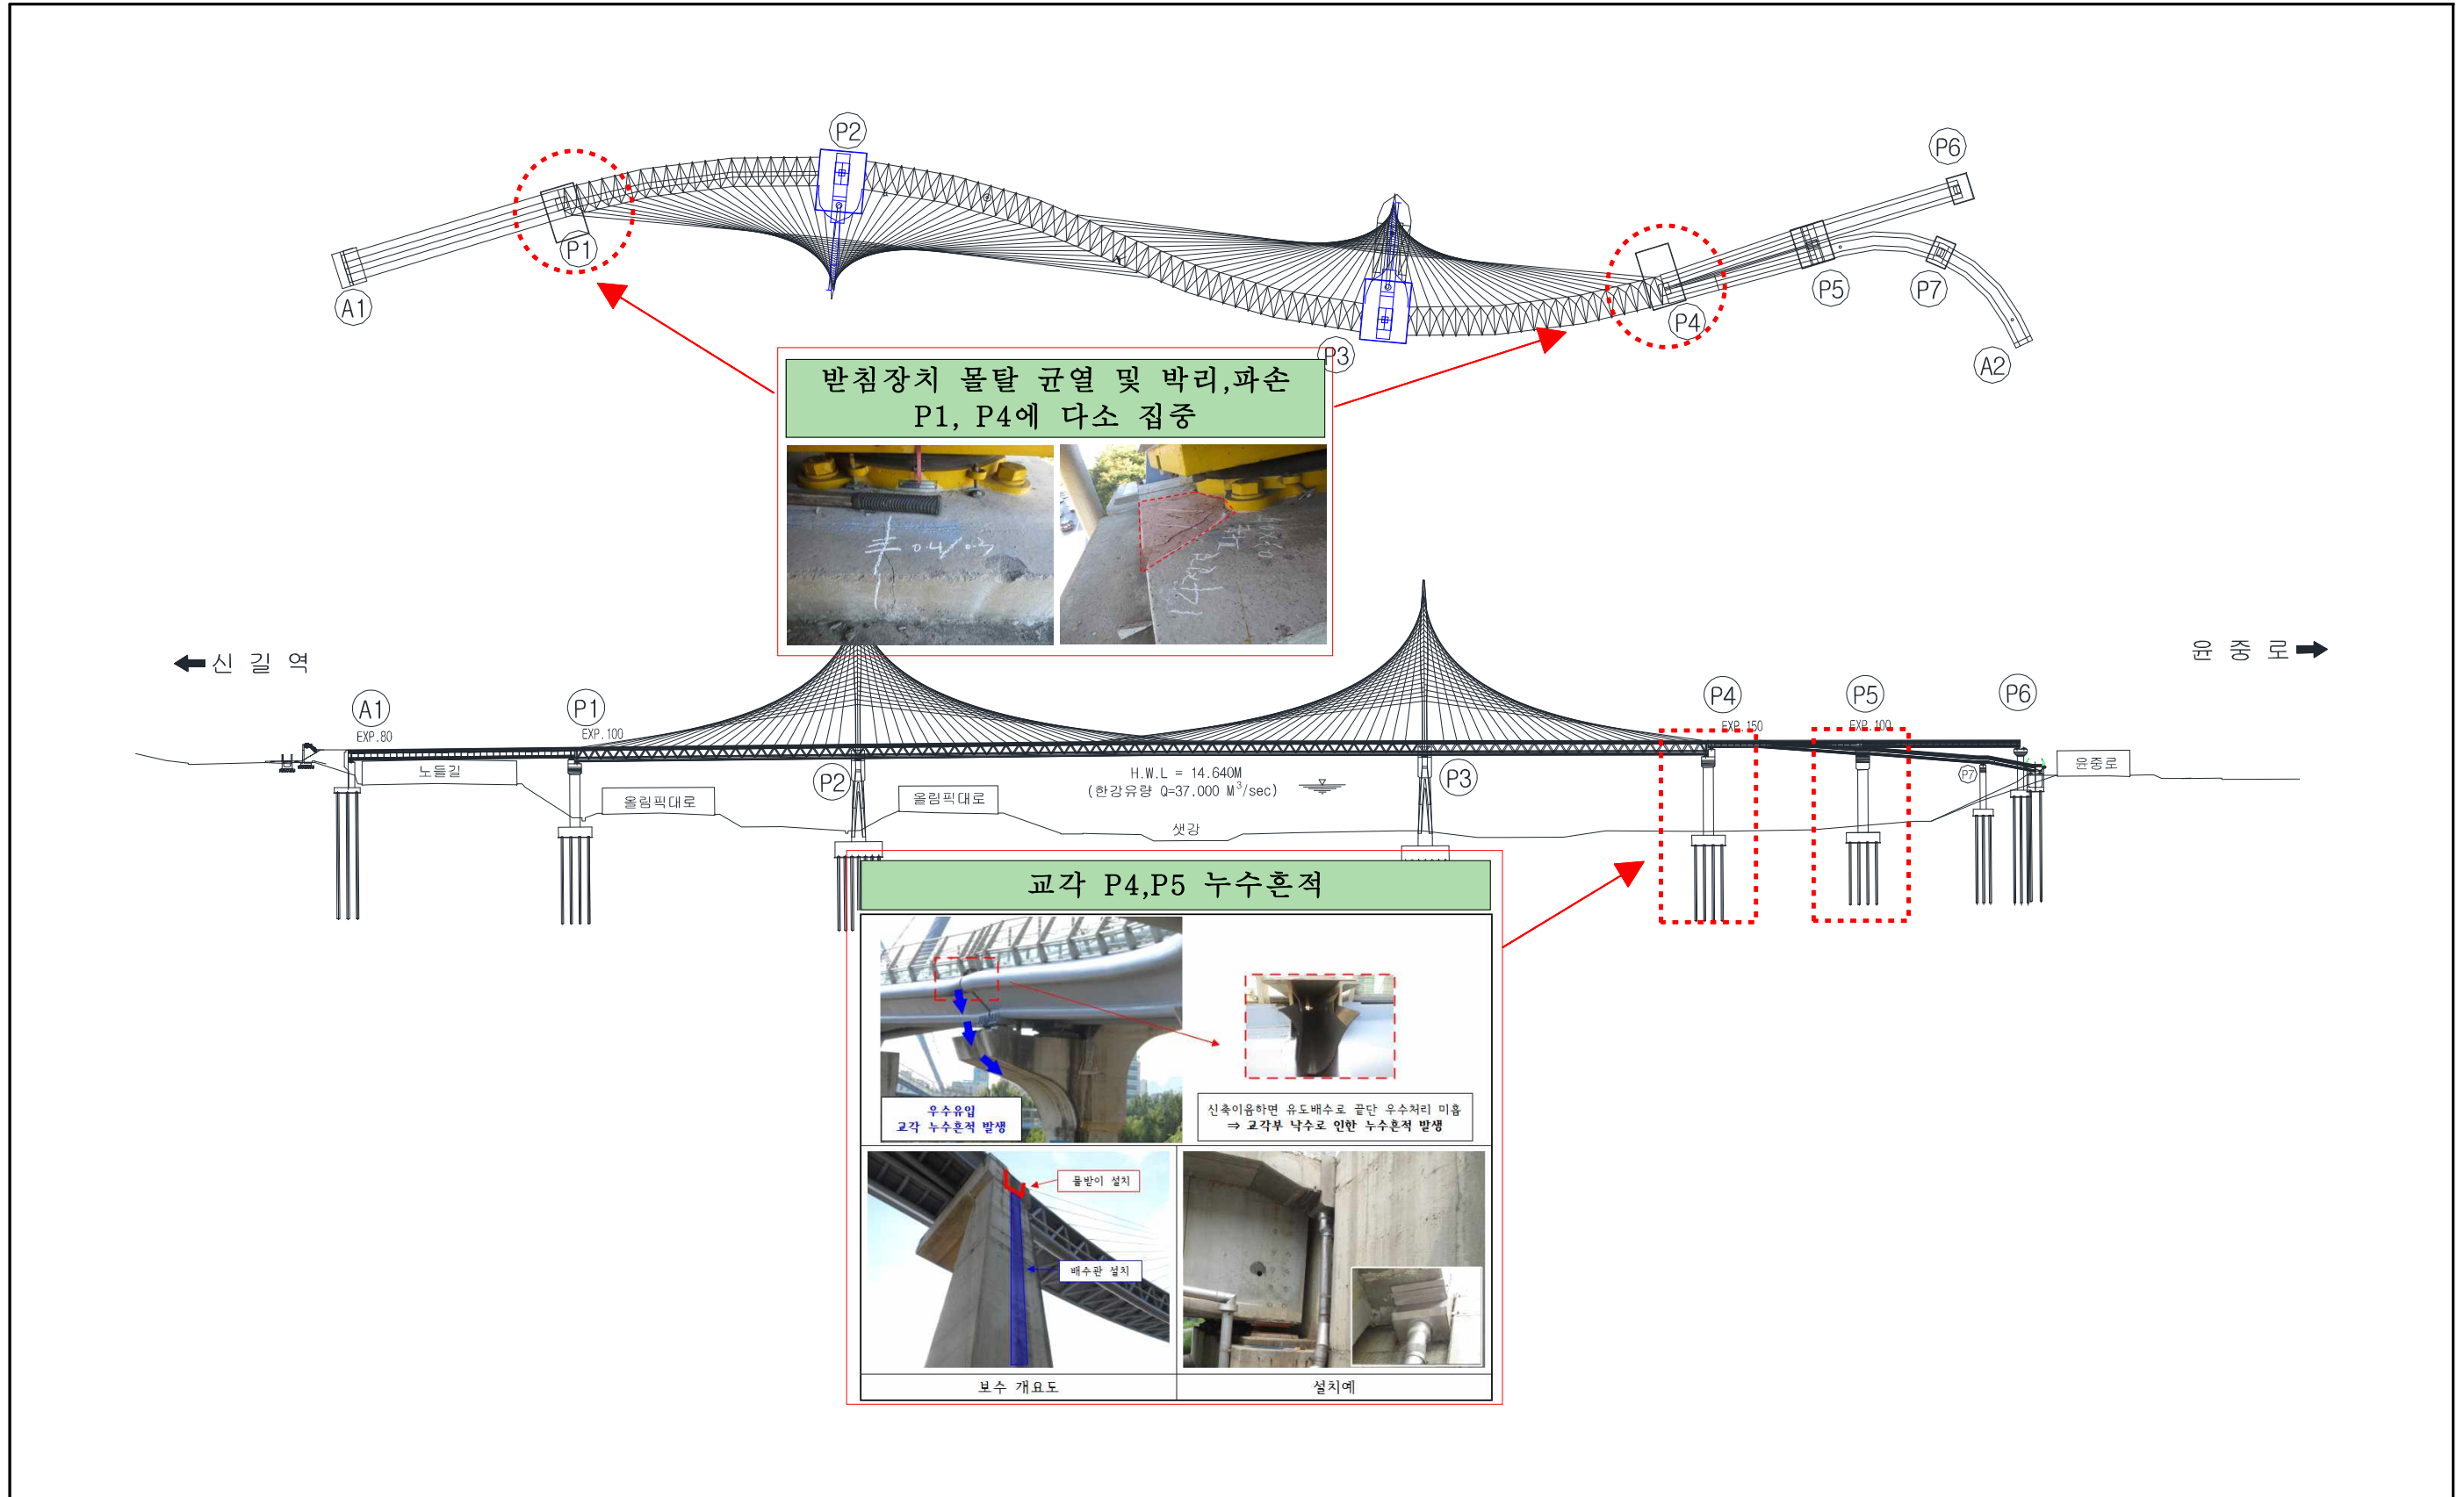 P2
P6
P1
P5
P7
A1
P4
P3
A2
반침장치 몰탈 균열 및 박리,파손
P1, P4에 다소 집중
0.4/0.3
신 길 역
윤 중 로
A1
EXP.80
P1
EXP.100
P4
EXP.150
P5
EXP.100
P6
노들길
올림픽대로
P2
올림픽대로
H.W.L = 14.640M
(한강유량 Q=37.000 M³/sec)
샛강
P3
P7
윤중로
교각 P4,P5 누수흔적
우수유입
교각 누수흔적 발생
신축이음하면 유도배수로 끝단 우수처리 미흡
⇒ 교각부 낙수로 인한 누수흔적 발생
물받이 설치
배수관 설치
보수 개요도
설치예